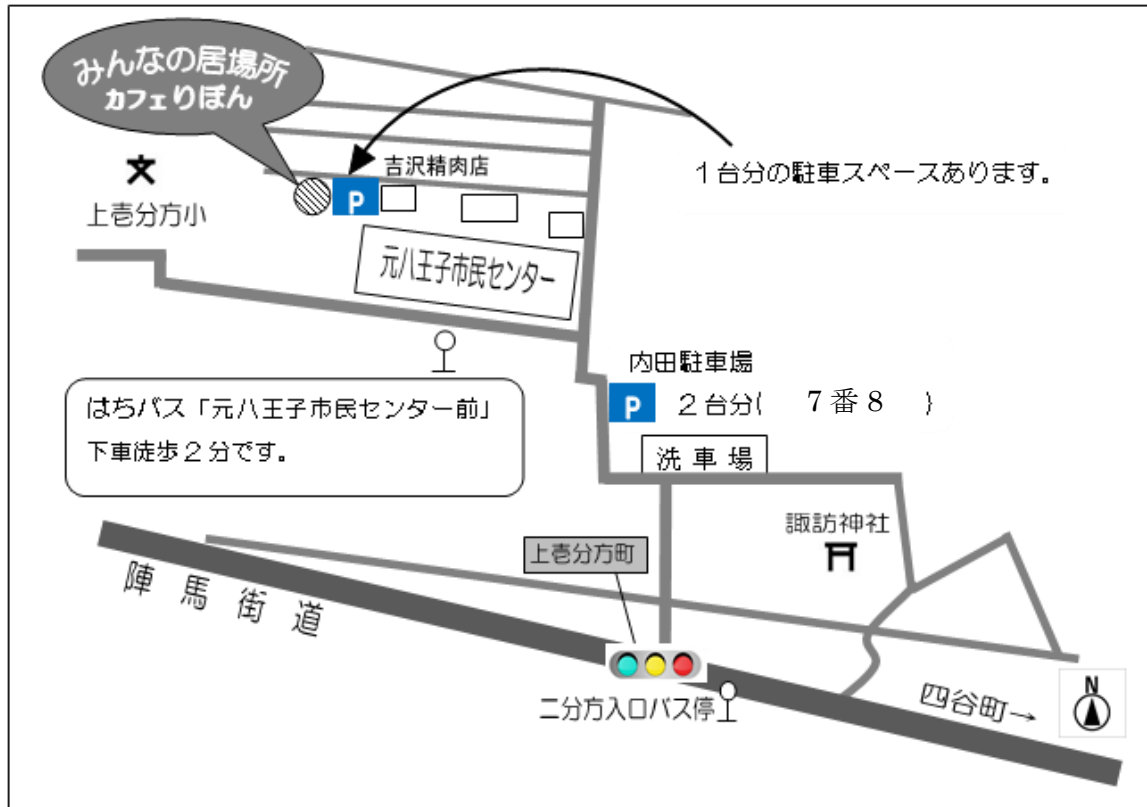 みんなの居場所
カフェりぼん
吉沢精肉店
P
1台分の駐車スペースあります。
上壱分方小
元八王子市民センター
内田駐車場
P 2台分( 7番8 )
洗車場
はちバス「元八王子市民センター前」
下車徒歩2分です。
諏訪神社
上壱分方町
陣馬街道
二分方入口バス停
四谷町→
N